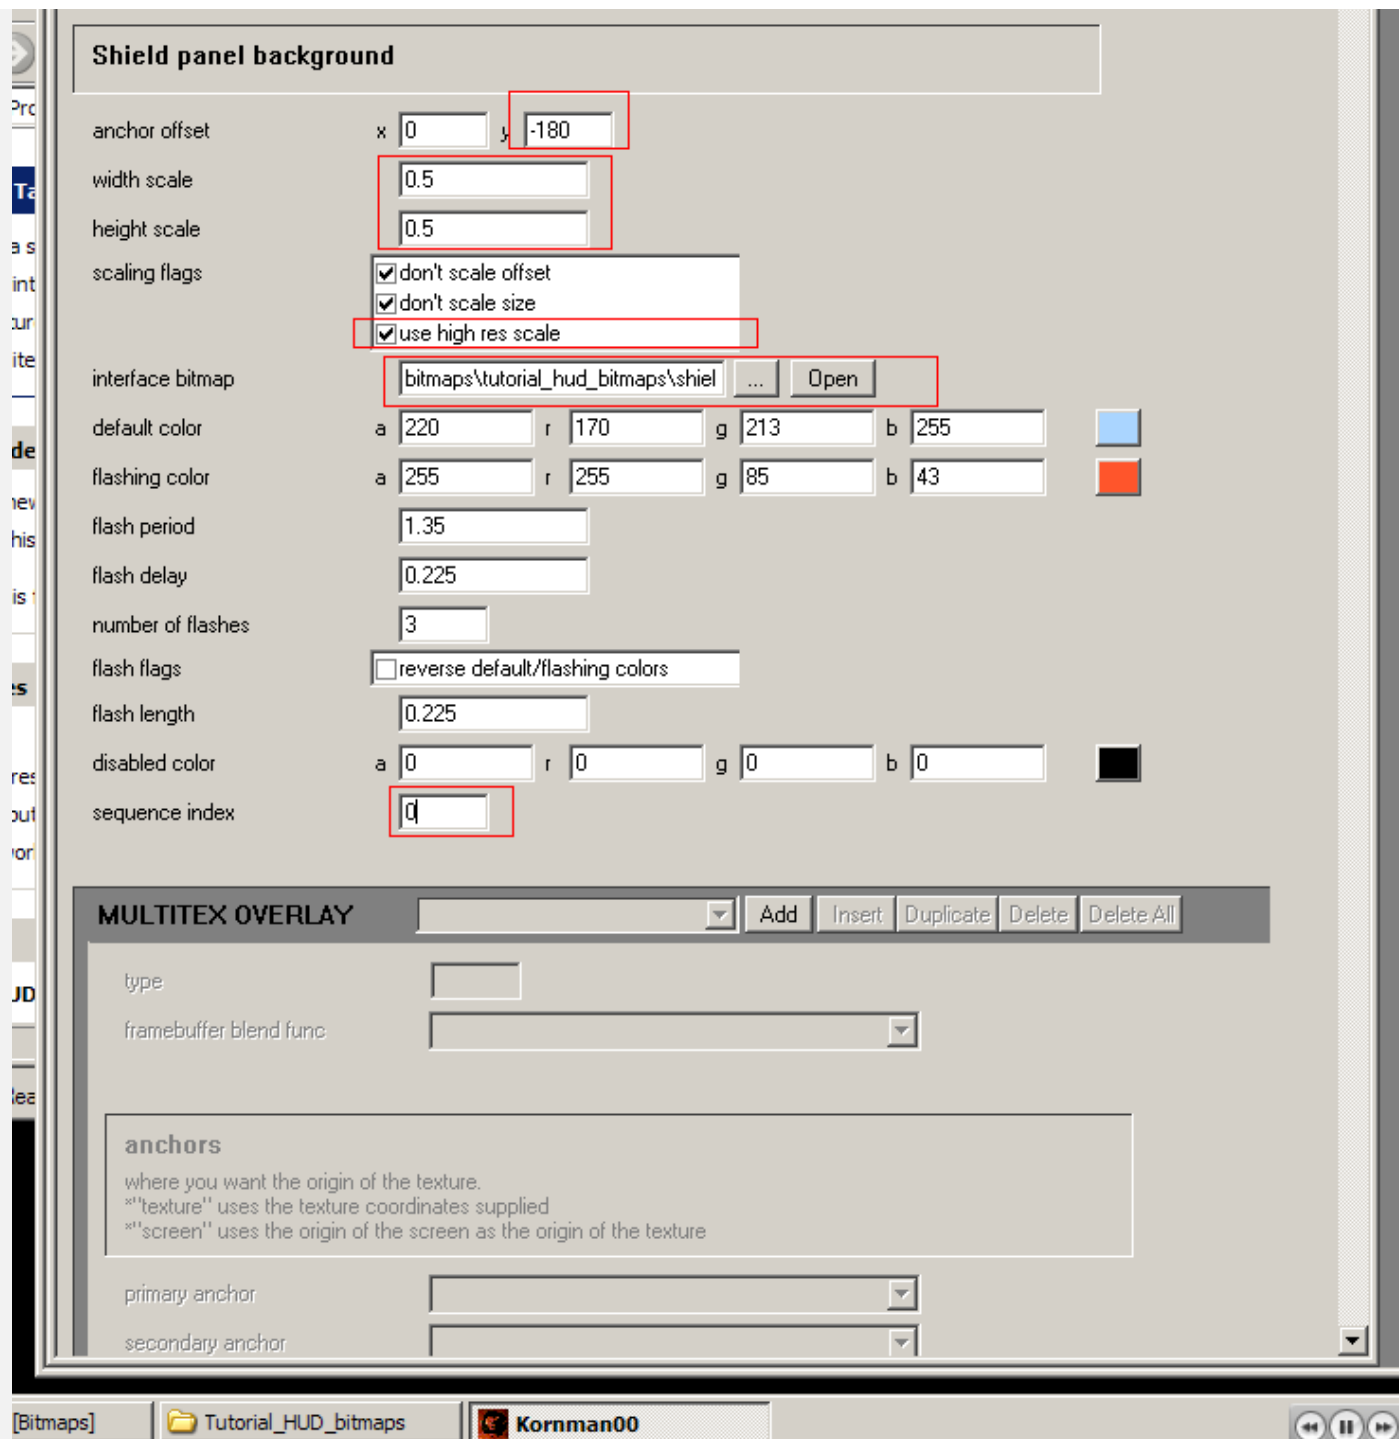 Shield panel background
anchor offset x 0 y -180
width scale 0.5
height scale 0.5
scaling flags don't scale offset
don't scale size
use high res scale
interface bitmap bitmaps\tutorial_hud_bitmaps\shiel ... Open
default color a 220 r 170 g 213 b 255
flashing color a 255 r 255 g 85 b 43
flash period 1.35
flash delay 0.225
number of flashes 3
flash flags reverse default/flashing colors
flash length 0.225
disabled color a 0 r 0 g 0 b 0
sequence index 0
MULTITEX OVERLAY Add Insert Duplicate Delete Delete All
type
framebuffer blend func
anchors
where you want the origin of the texture.
*"texture" uses the texture coordinates supplied
*"screen" uses the origin of the screen as the origin of the texture
primary anchor
secondary anchor
[Bitmaps] Tutorial_HUD_bitmaps Kornman00